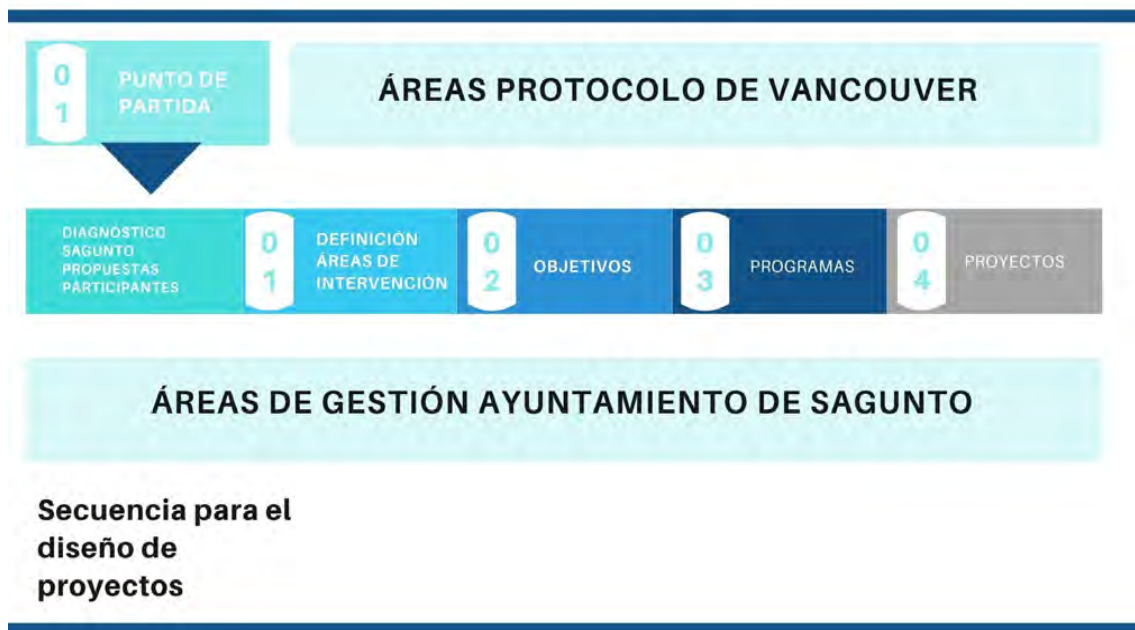 0
1
PUNTO DE
PARTIDA
ÁREAS PROTOCOLO DE VANCOUVER
DIAGNÓSTICO
SAGUNTO
PROPUESTAS
PARTICIPANTES
0
1
DEFINICIÓN
ÁREAS DE
INTERVENCIÓN
0
2
OBJETIVOS
0
3
PROGRAMAS
0
4
PROYECTOS
ÁREAS DE GESTIÓN AYUNTAMIENTO DE SAGUNTO
Secuencia para el
diseño de
proyectos